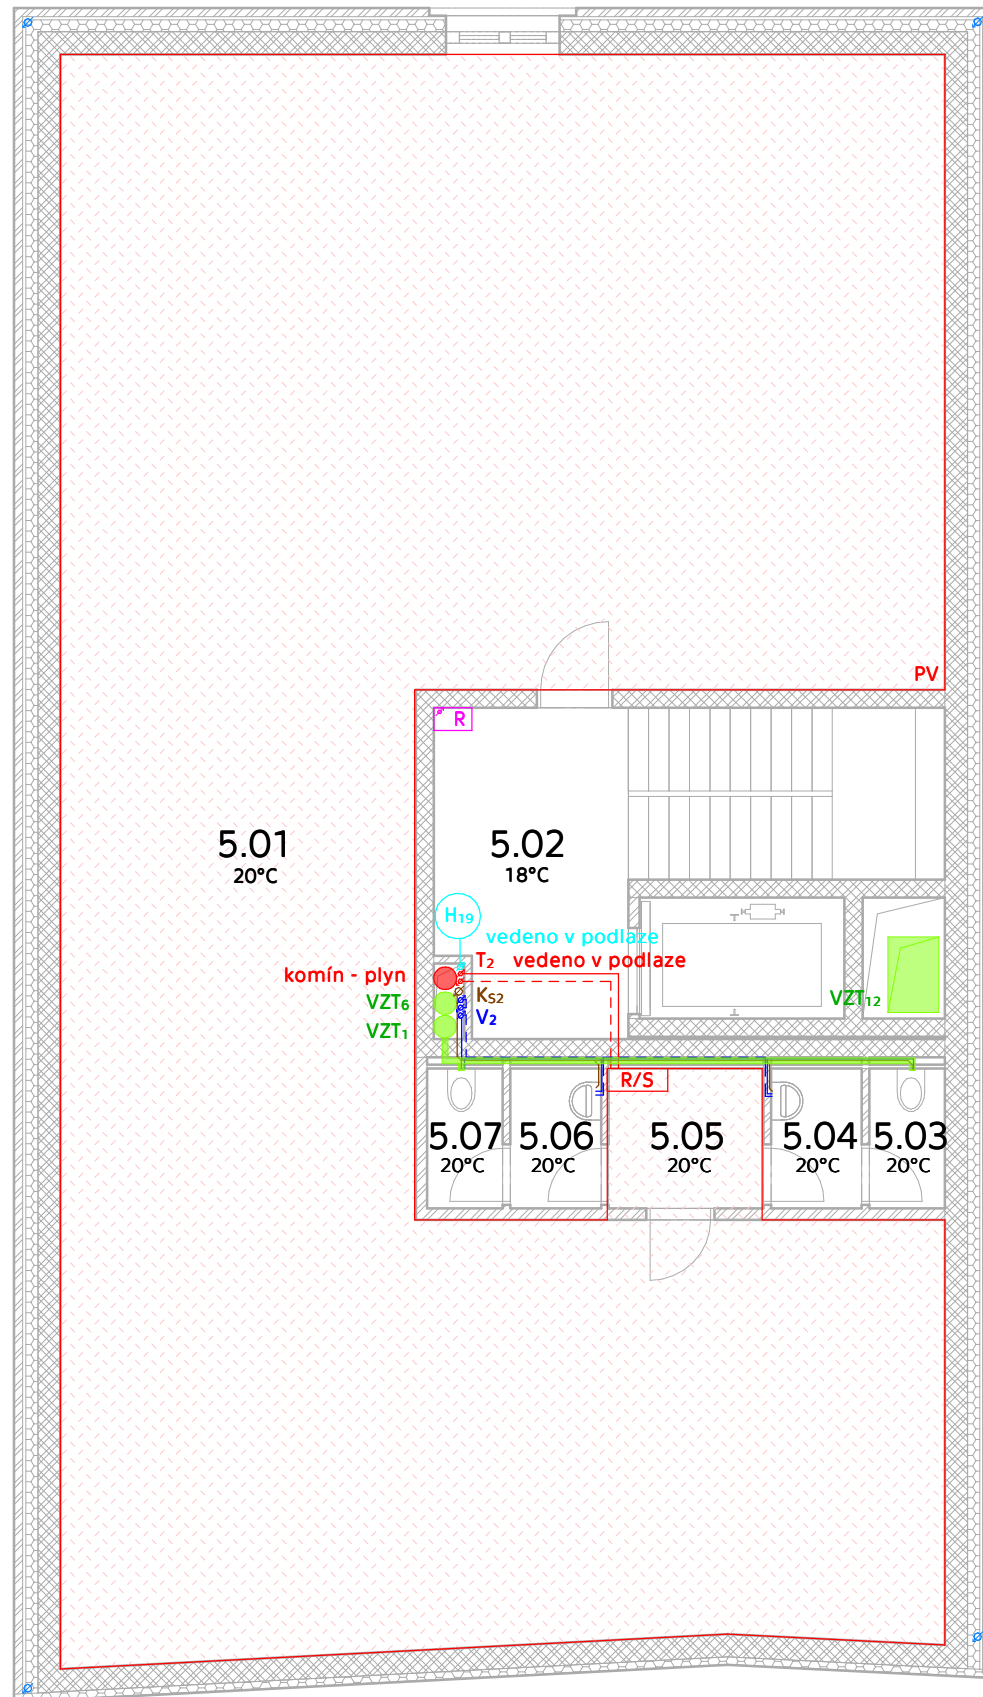 PV
R
5.01
20°C
5.02
18°C
H₁₉
vedeno v podlaze
T₂ vedeno v podlaze
komín - plyn
VZT₆
K_S2
VZT₁₂
V₂
VZT₁
R/S
5.07
20°C
5.06
20°C
5.05
20°C
5.04
20°C
5.03
20°C